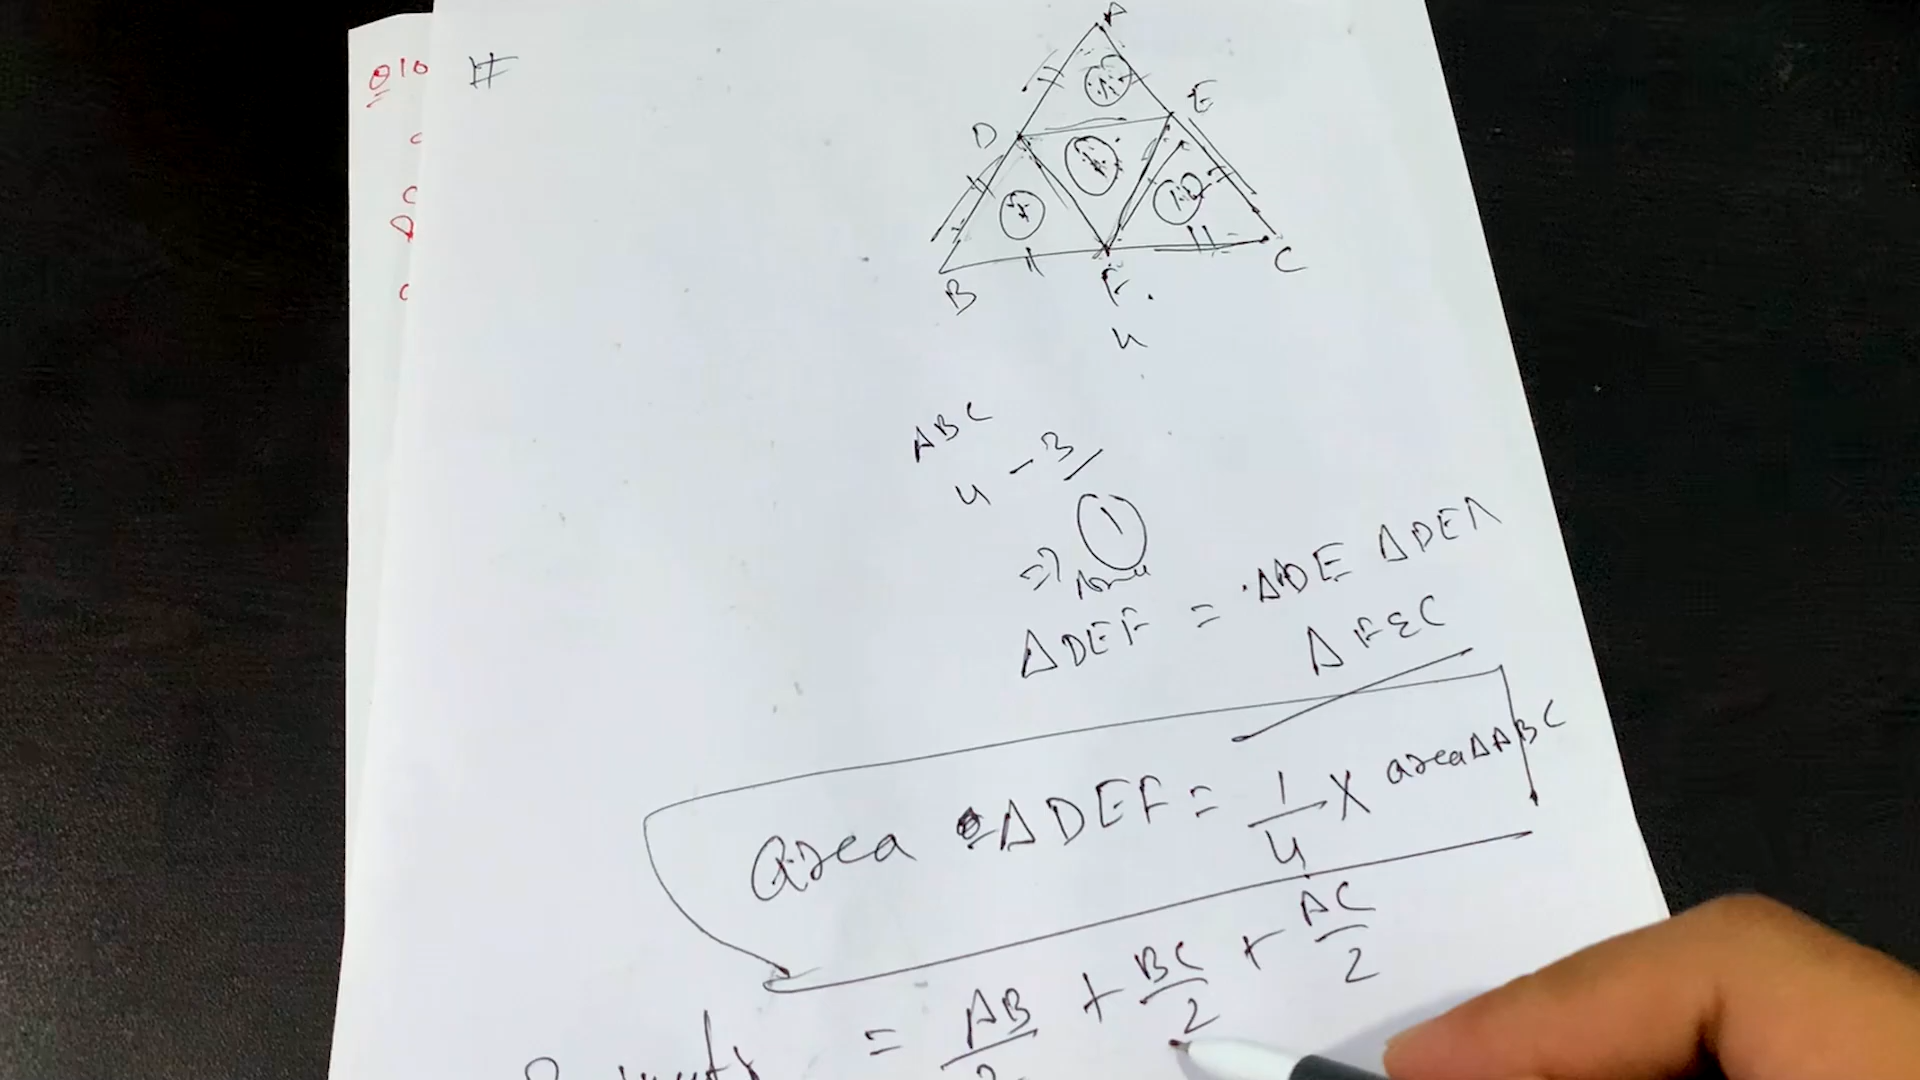 Q10
#
A
E
D
B
F.
C
4
ABC
4 - 3
=> 1
ΔDEF = ΔADE ΔDEA
ΔFEC
area ΔDEF = 1/4 X area ΔABC
= AB/2 + BC/2 + AC/2